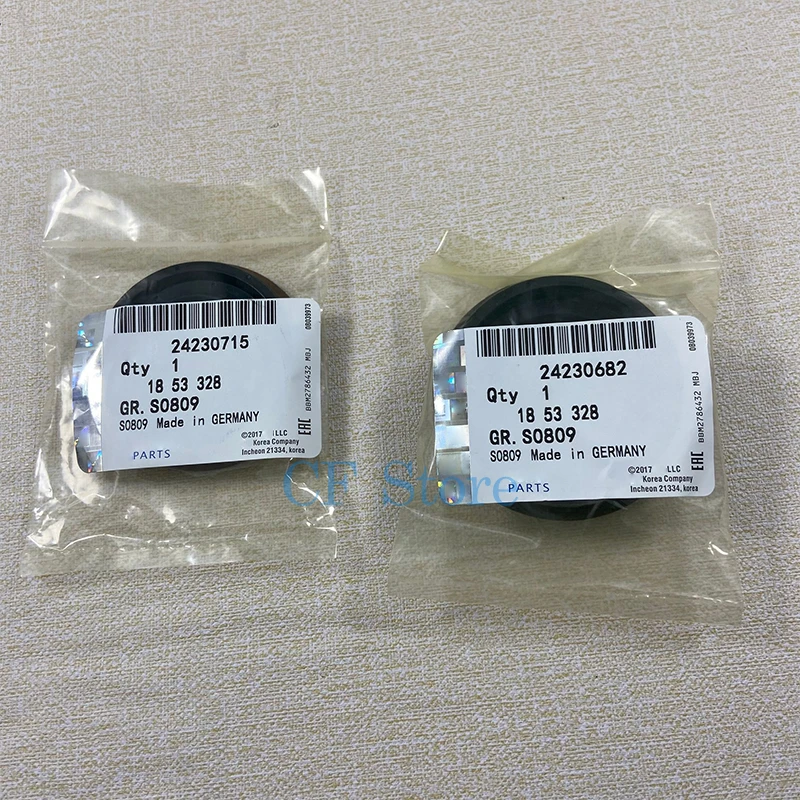 24230715
Qty 1
18 53 328
GR. S0809
S0809 Made in GERMANY
PARTS
©2017 LLC
Korea Company
Incheon 21334, korea
EAC
BBM2786432 MBJ
08039973
24230682
Qty 1
18 53 328
GR. S0809
S0809 Made in GERMANY
PARTS
©2017 LLC
Korea Company
Incheon 21334, korea
EAC
BBM2786432 MBJ
08039973
CF Store